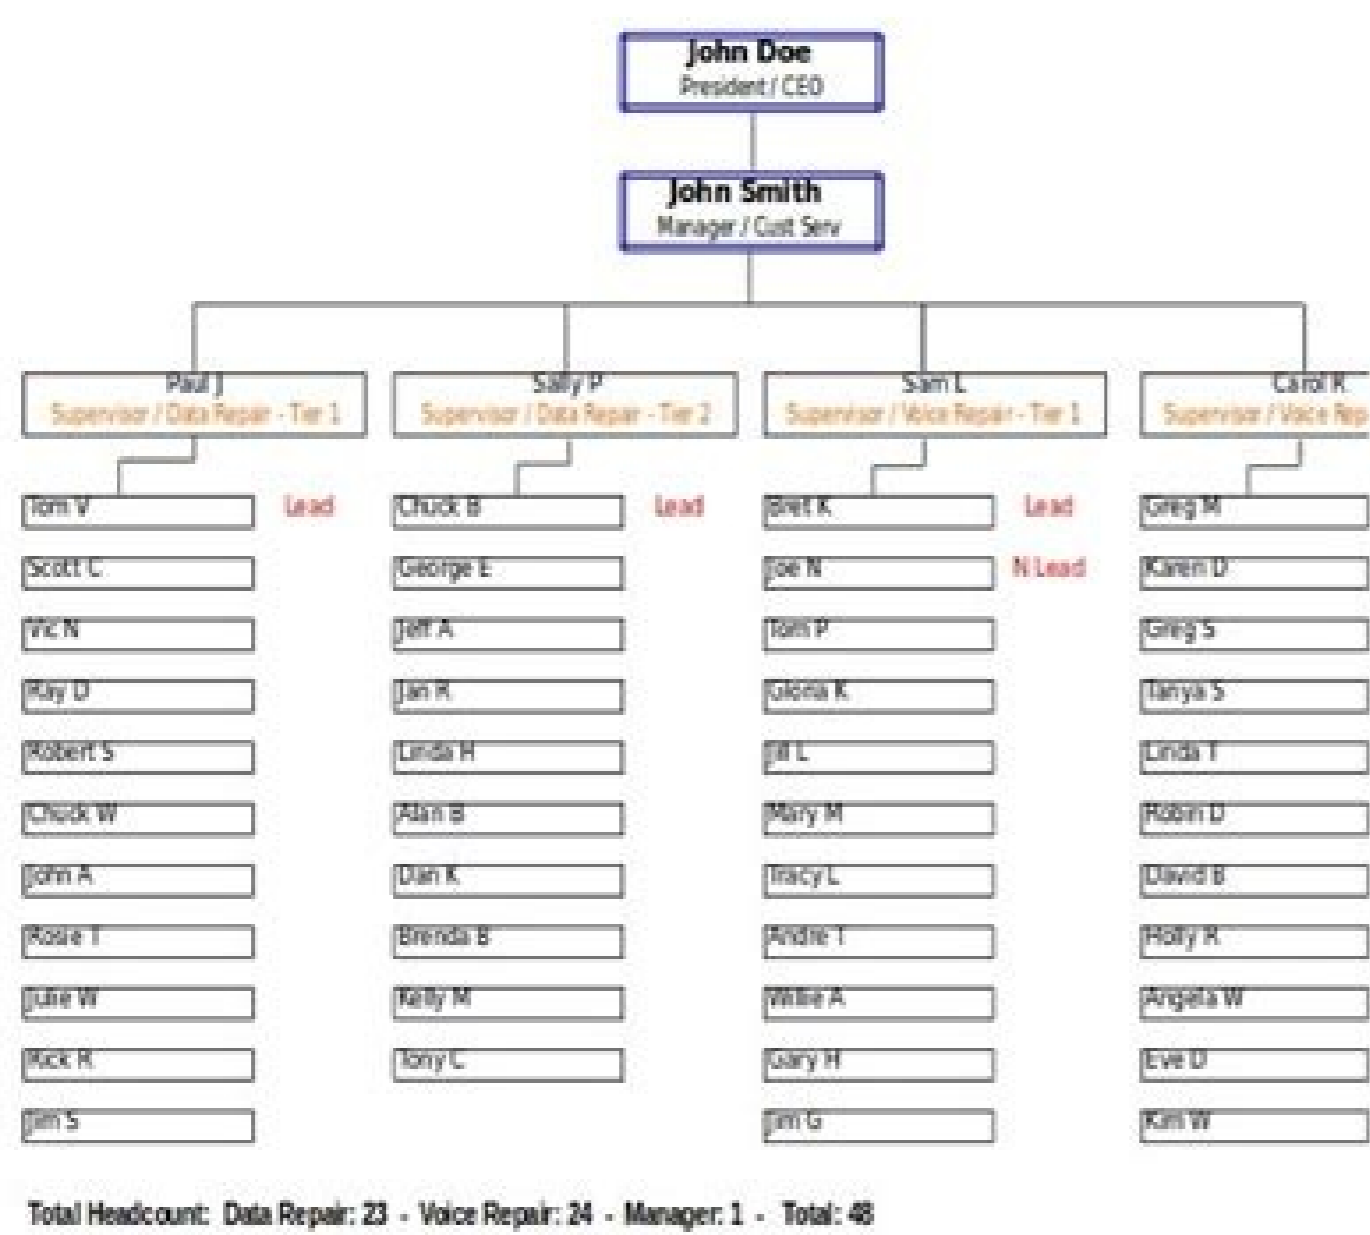 John Doe
President / CEO
John Smith
Manager / Cust Serv
Paul J
Supervisor / Data Repair - Tier 1
Sally P
Supervisor / Data Repair - Tier 2
Sam L
Supervisor / Voice Repair - Tier 1
Carol R
Supervisor / Voice Rep
Tom V Lead
Scott C
Vic N
Ray D
Robert S
Chuck W
John A
Rosie T
Julie W
Rick R
Jim S
Chuck B Lead
George E
Jeff A
Jan R
Linda H
Alan B
Dan K
Brenda B
Kelly M
Tony C
Bret K Lead
Joe N N Lead
Tom P
Gloria K
Jill L
Mary M
Tracy L
Andre T
Willie A
Gary H
Jim G
Greg M
Karen D
Greg S
Tanya S
Linda T
Robin D
David B
Holly R
Angela W
Eve D
Kim W
Total Headcount: Data Repair: 23 - Voice Repair: 24 - Manager: 1 - Total: 48